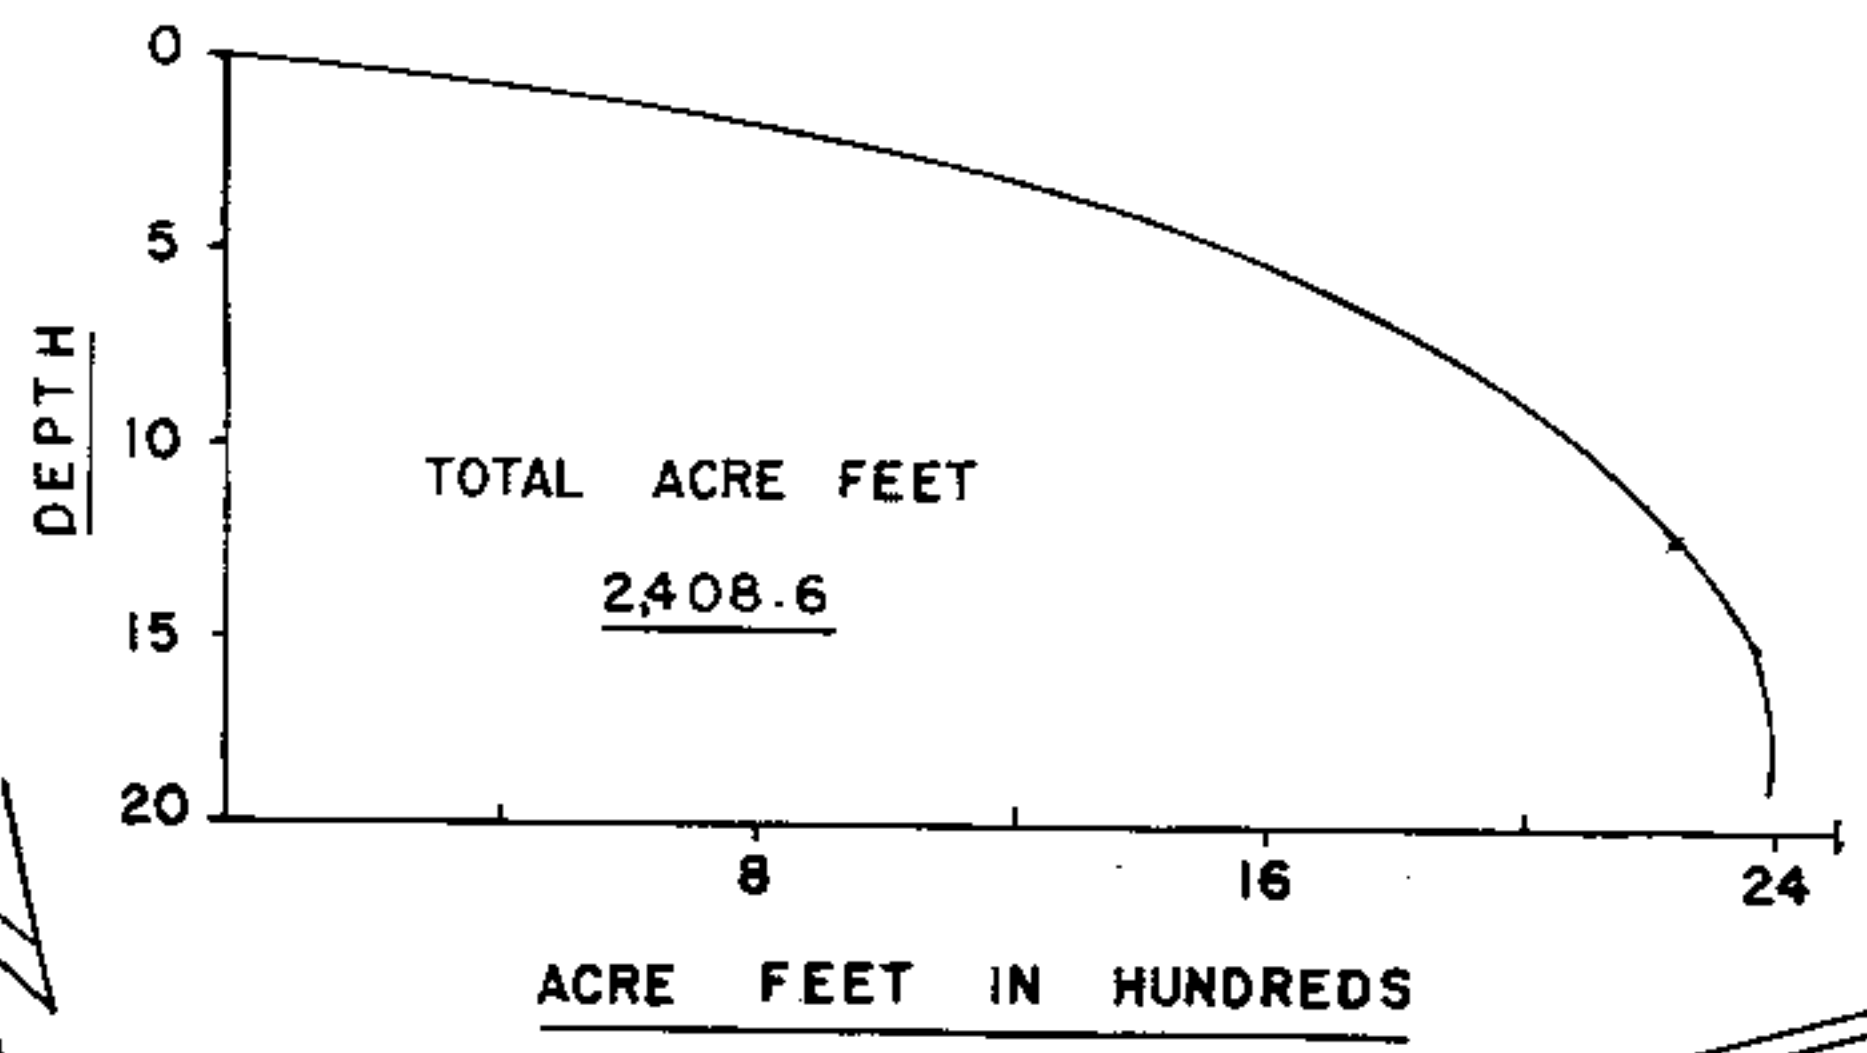 0
5
10
15
20
DEPTH
TOTAL ACRE FEET
2,408.6
8 16 24
ACRE FEET IN HUNDREDS